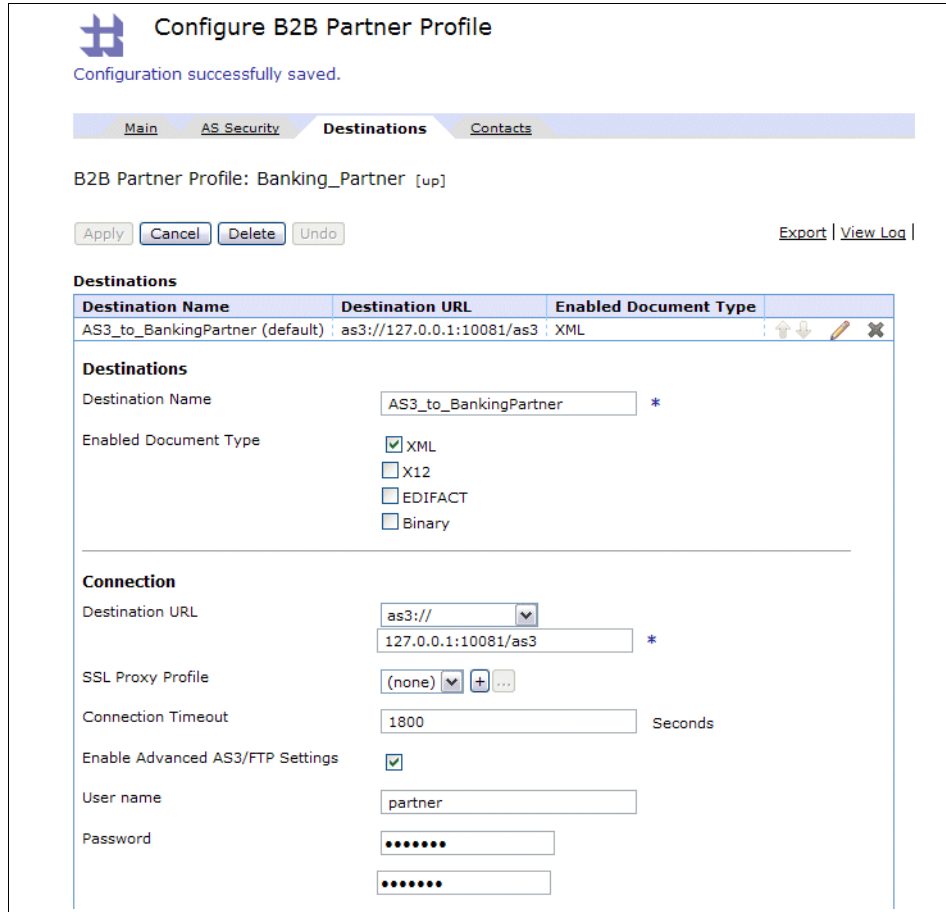 Configure B2B Partner Profile
Configuration successfully saved.
Main AS Security Destinations Contacts
B2B Partner Profile: Banking_Partner [up]
Apply Cancel Delete Undo Export | View Log |
Destinations
Destination Name Destination URL Enabled Document Type
AS3_to_BankingPartner (default) as3://127.0.0.1:10081/as3 XML
Destinations
Destination Name AS3_to_BankingPartner *
Enabled Document Type XML
X12
EDIFACT
Binary
Connection
Destination URL as3://
127.0.0.1:10081/as3 *
SSL Proxy Profile (none) + ...
Connection Timeout 1800 Seconds
Enable Advanced AS3/FTP Settings
User name partner
Password •••••••
•••••••